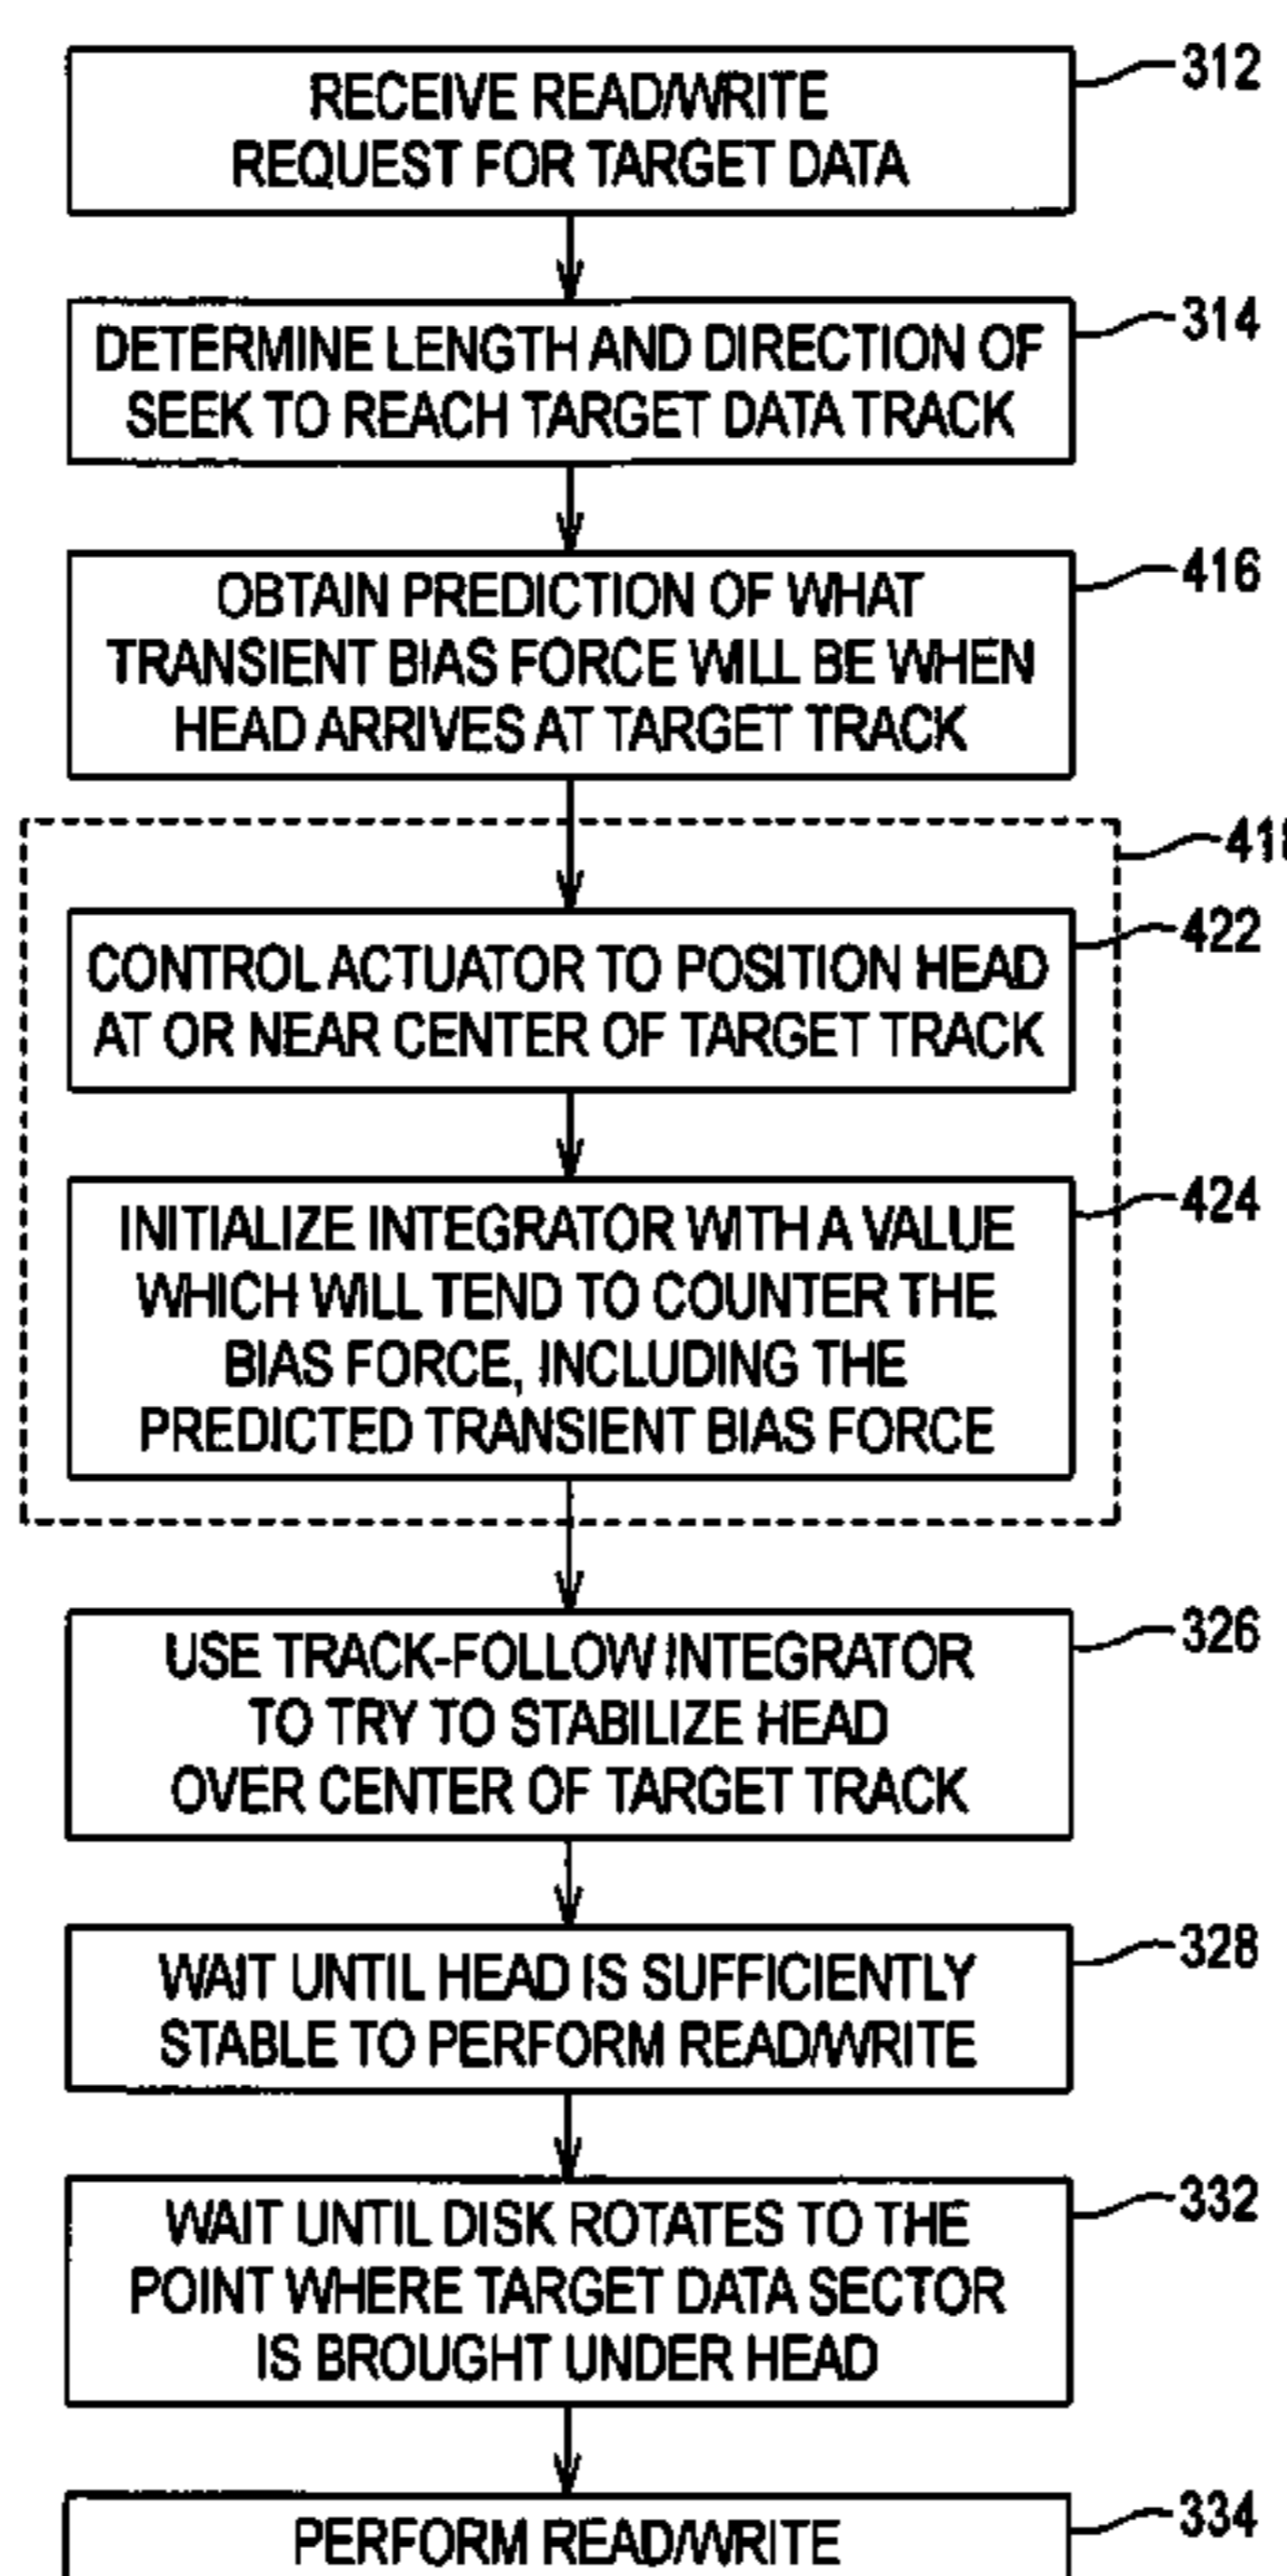 RECEIVE READ/WRITE
REQUEST FOR TARGET DATA
312
DETERMINE LENGTH AND DIRECTION OF
SEEK TO REACH TARGET DATA TRACK
314
OBTAIN PREDICTION OF WHAT
TRANSIENT BIAS FORCE WILL BE WHEN
HEAD ARRIVES AT TARGET TRACK
416
CONTROL ACTUATOR TO POSITION HEAD
AT OR NEAR CENTER OF TARGET TRACK
422
INITIALIZE INTEGRATOR WITH A VALUE
WHICH WILL TEND TO COUNTER THE
BIAS FORCE, INCLUDING THE
PREDICTED TRANSIENT BIAS FORCE
424
USE TRACK-FOLLOW INTEGRATOR
TO TRY TO STABILIZE HEAD
OVER CENTER OF TARGET TRACK
326
WAIT UNTIL HEAD IS SUFFICIENTLY
STABLE TO PERFORM READ/WRITE
328
WAIT UNTIL DISK ROTATES TO THE
POINT WHERE TARGET DATA SECTOR
IS BROUGHT UNDER HEAD
332
PERFORM READ/WRITE
334